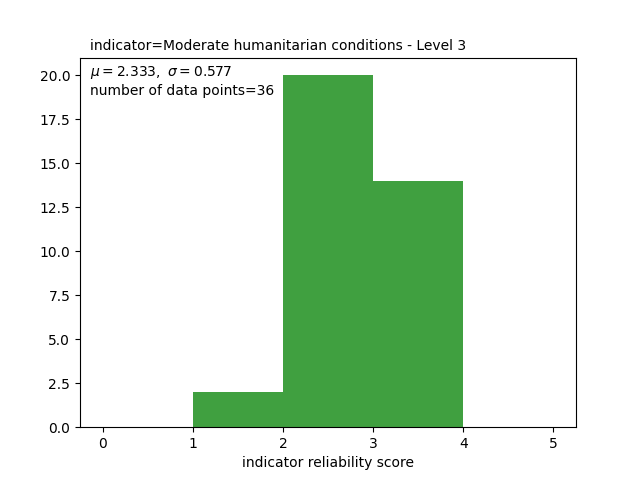 indicator=Moderate humanitarian conditions - Level 3
μ = 2.333, σ = 0.577
number of data points=36
20.0
17.5
15.0
12.5
10.0
7.5
5.0
2.5
0.0
0 1 2 3 4 5
indicator reliability score